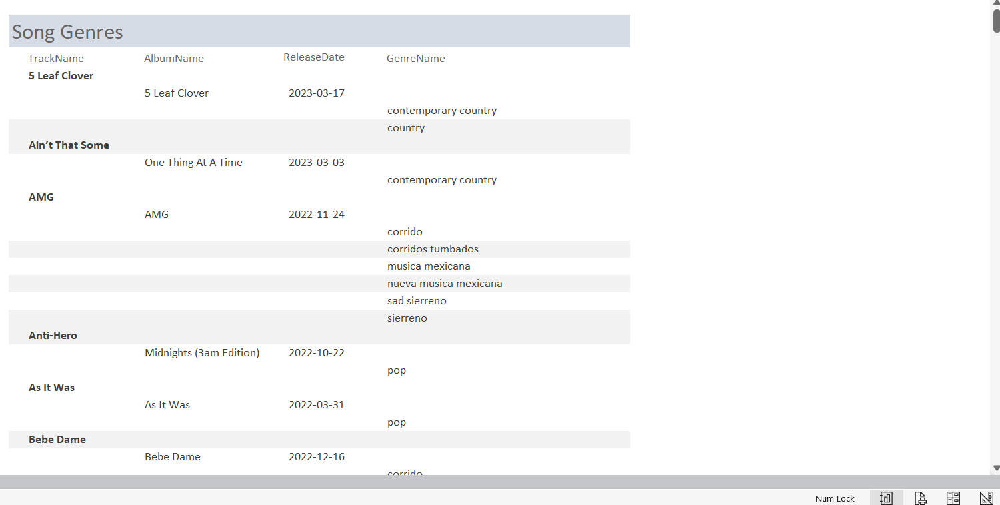 Song Genres
TrackName AlbumName ReleaseDate GenreName
5 Leaf Clover
5 Leaf Clover 2023-03-17
contemporary country
country
Ain’t That Some
One Thing At A Time 2023-03-03
contemporary country
AMG
AMG 2022-11-24
corrido
corridos tumbados
musica mexicana
nueva musica mexicana
sad sierreno
sierreno
Anti-Hero
Midnights (3am Edition) 2022-10-22
pop
As It Was
As It Was 2022-03-31
pop
Bebe Dame
Bebe Dame 2022-12-16
corrido
Num Lock